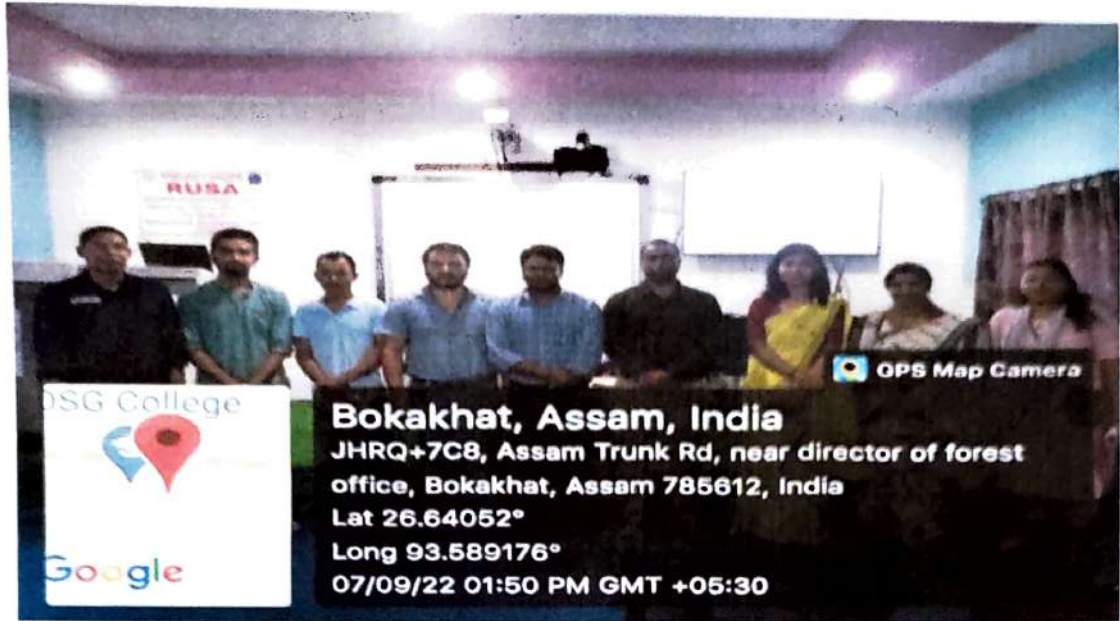 RUSA
GPS Map Camera
OSG College
Google
Bokakhat, Assam, India
JHRQ+7C8, Assam Trunk Rd, near director of forest
office, Bokakhat, Assam 785612, India
Lat 26.64052°
Long 93.589176°
07/09/22 01:50 PM GMT +05:30